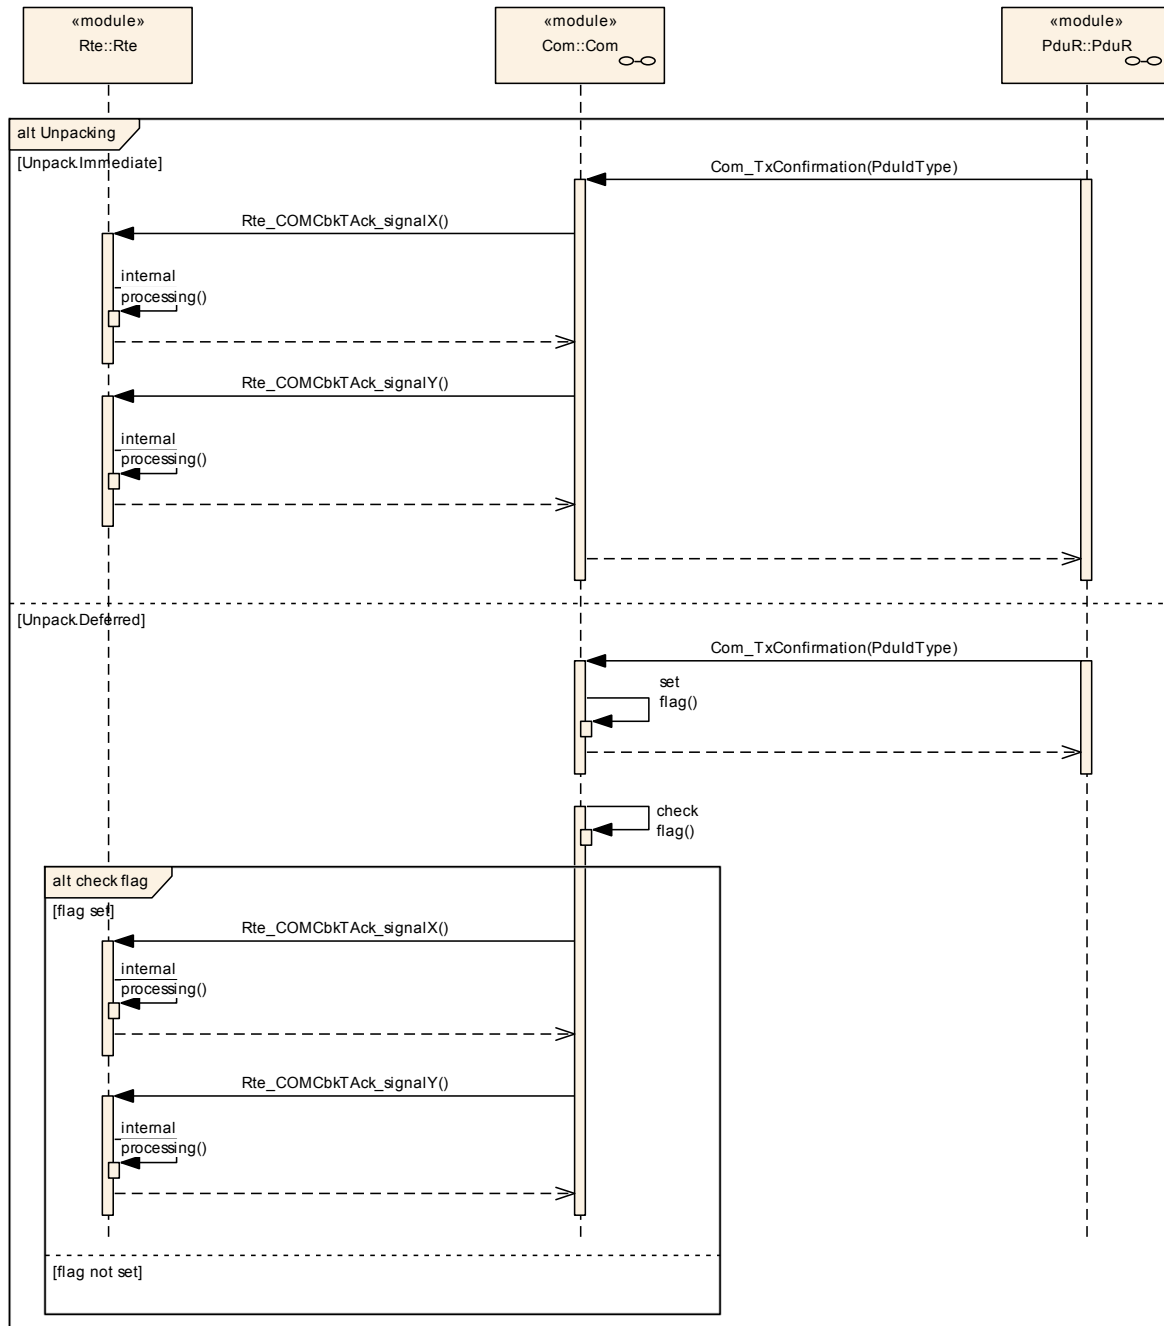 «module»
Rte::Rte
«module»
Com::Com
«module»
PduR::PduR
alt Unpacking
[Unpack.Immediate]
Com_TxConfirmation(PduIdType)
Rte_COMCbkTAck_signalX()
internal
processing()
Rte_COMCbkTAck_signalY()
internal
processing()
[Unpack.Deferred]
Com_TxConfirmation(PduIdType)
set
flag()
check
flag()
alt check flag
[flag set]
Rte_COMCbkTAck_signalX()
internal
processing()
Rte_COMCbkTAck_signalY()
internal
processing()
[flag not set]